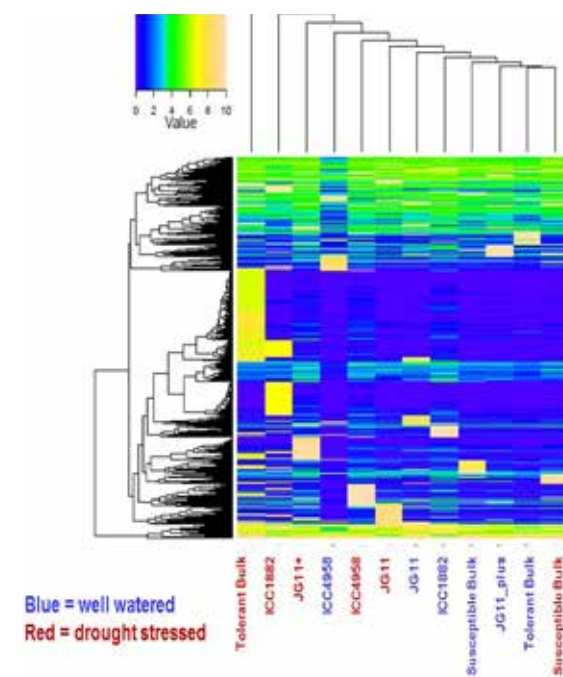 0 2 4 6 8 10
Value
Tolerant Bulk
ICC1882
JG11+
ICC4958
ICC4958
JG11
JG11
ICC1882
Susceptible Bulk
JG11_plus
Tolerant Bulk
Susceptible Bulk
Blue = well watered
Red = drought stressed